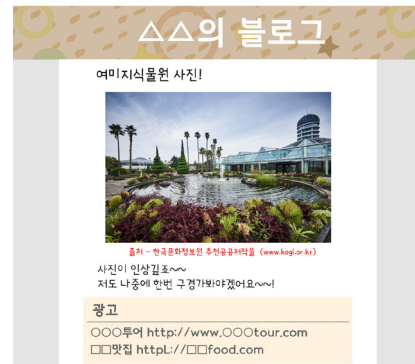 △△의 블로그
여미지식물원 사진!
출처 - 한국문화정보원 추천공공저작물 (www.kogl.or.kr)
사진이 인상깊죠~~
저도 나중에 한번 구경가봐야겠어요~~!
광고
○○○투어 http://www.○○○tour.com
□□맛집 httpL://□□food.com